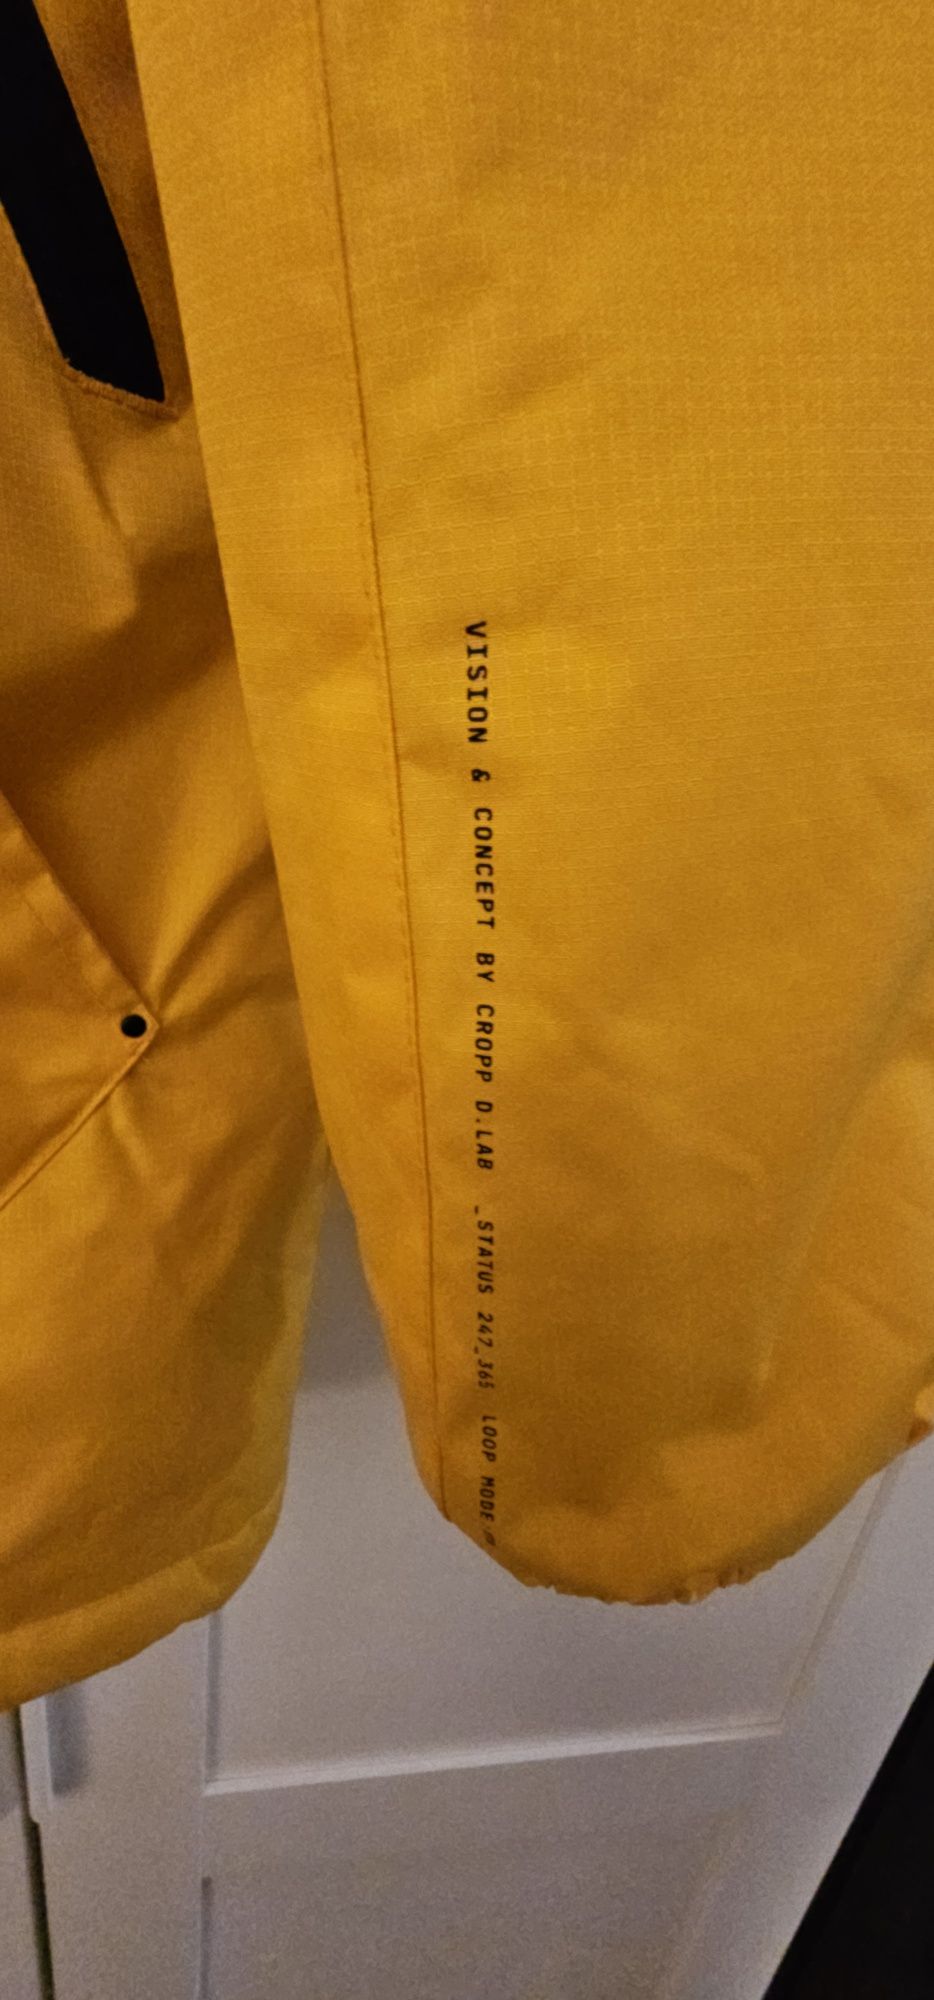 VISION & CONCEPT BY CROPP D.LAB _STATUS 247_365 LOOP MODE